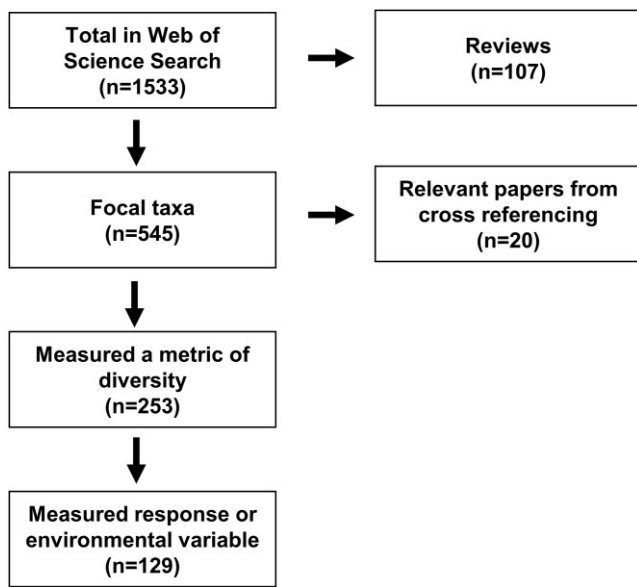 Total in Web of
Science Search
(n=1533)
Reviews
(n=107)
Focal taxa
(n=545)
Relevant papers from
cross referencing
(n=20)
Measured a metric of
diversity
(n=253)
Measured response or
environmental variable
(n=129)